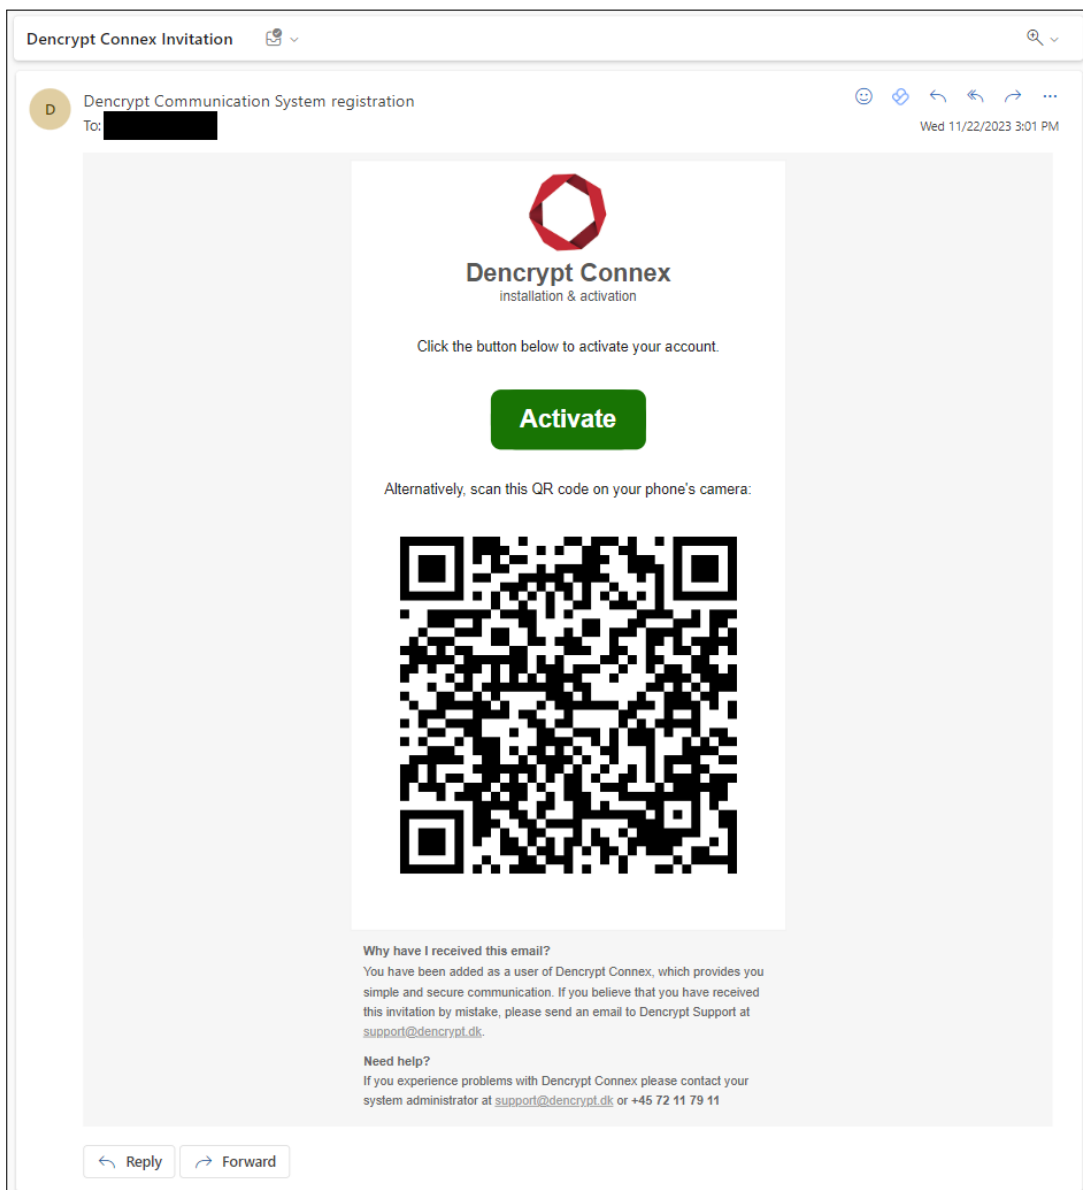 Dencrypt Connex Invitation
D
Dencrypt Communication System registration
To:
Wed 11/22/2023 3:01 PM
Dencrypt Connex
installation & activation
Click the button below to activate your account.
Activate
Alternatively, scan this QR code on your phone's camera:
Why have I received this email?
You have been added as a user of Dencrypt Connex, which provides you
simple and secure communication. If you believe that you have received
this invitation by mistake, please send an email to Dencrypt Support at
support@dencrypt.dk.
Need help?
If you experience problems with Dencrypt Connex please contact your
system administrator at support@dencrypt.dk or +45 72 11 79 11
Reply
Forward